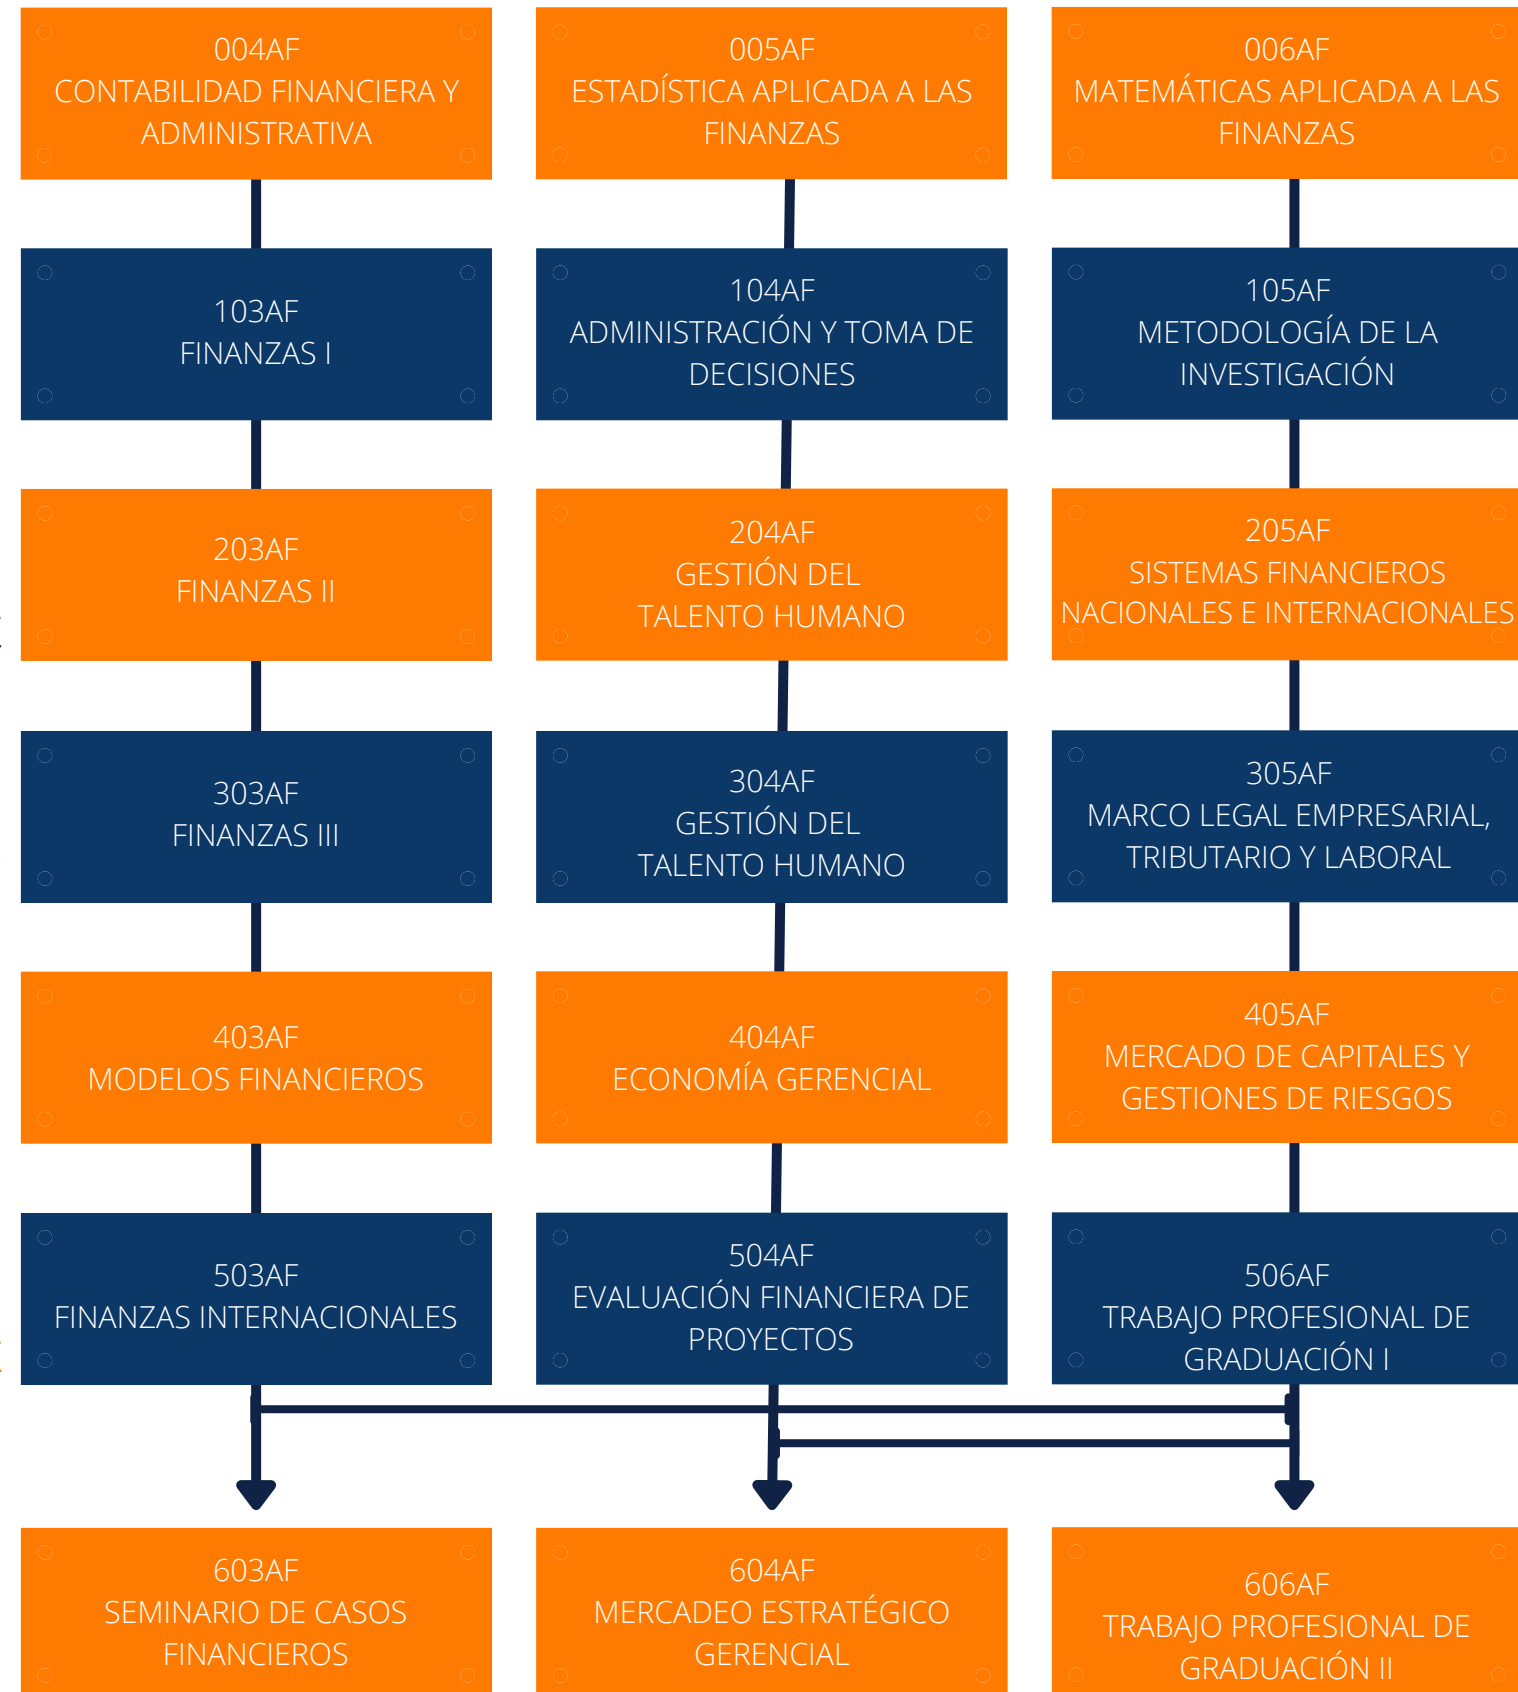 004AF
CONTABILIDAD FINANCIERA Y
ADMINISTRATIVA
005AF
ESTADÍSTICA APLICADA A LAS
FINANZAS
006AF
MATEMÁTICAS APLICADA A LAS
FINANZAS
103AF
FINANZAS I
104AF
ADMINISTRACIÓN Y TOMA DE
DECISIONES
105AF
METODOLOGÍA DE LA
INVESTIGACIÓN
203AF
FINANZAS II
204AF
GESTIÓN DEL
TALENTO HUMANO
205AF
SISTEMAS FINANCIEROS
NACIONALES E INTERNACIONALES
303AF
FINANZAS III
304AF
GESTIÓN DEL
TALENTO HUMANO
305AF
MARCO LEGAL EMPRESARIAL,
TRIBUTARIO Y LABORAL
403AF
MODELOS FINANCIEROS
404AF
ECONOMÍA GERENCIAL
405AF
MERCADO DE CAPITALES Y
GESTIONES DE RIESGOS
503AF
FINANZAS INTERNACIONALES
504AF
EVALUACIÓN FINANCIERA DE
PROYECTOS
506AF
TRABAJO PROFESIONAL DE
GRADUACIÓN I
603AF
SEMINARIO DE CASOS
FINANCIEROS
604AF
MERCADEO ESTRATÉGICO
GERENCIAL
606AF
TRABAJO PROFESIONAL DE
GRADUACIÓN II